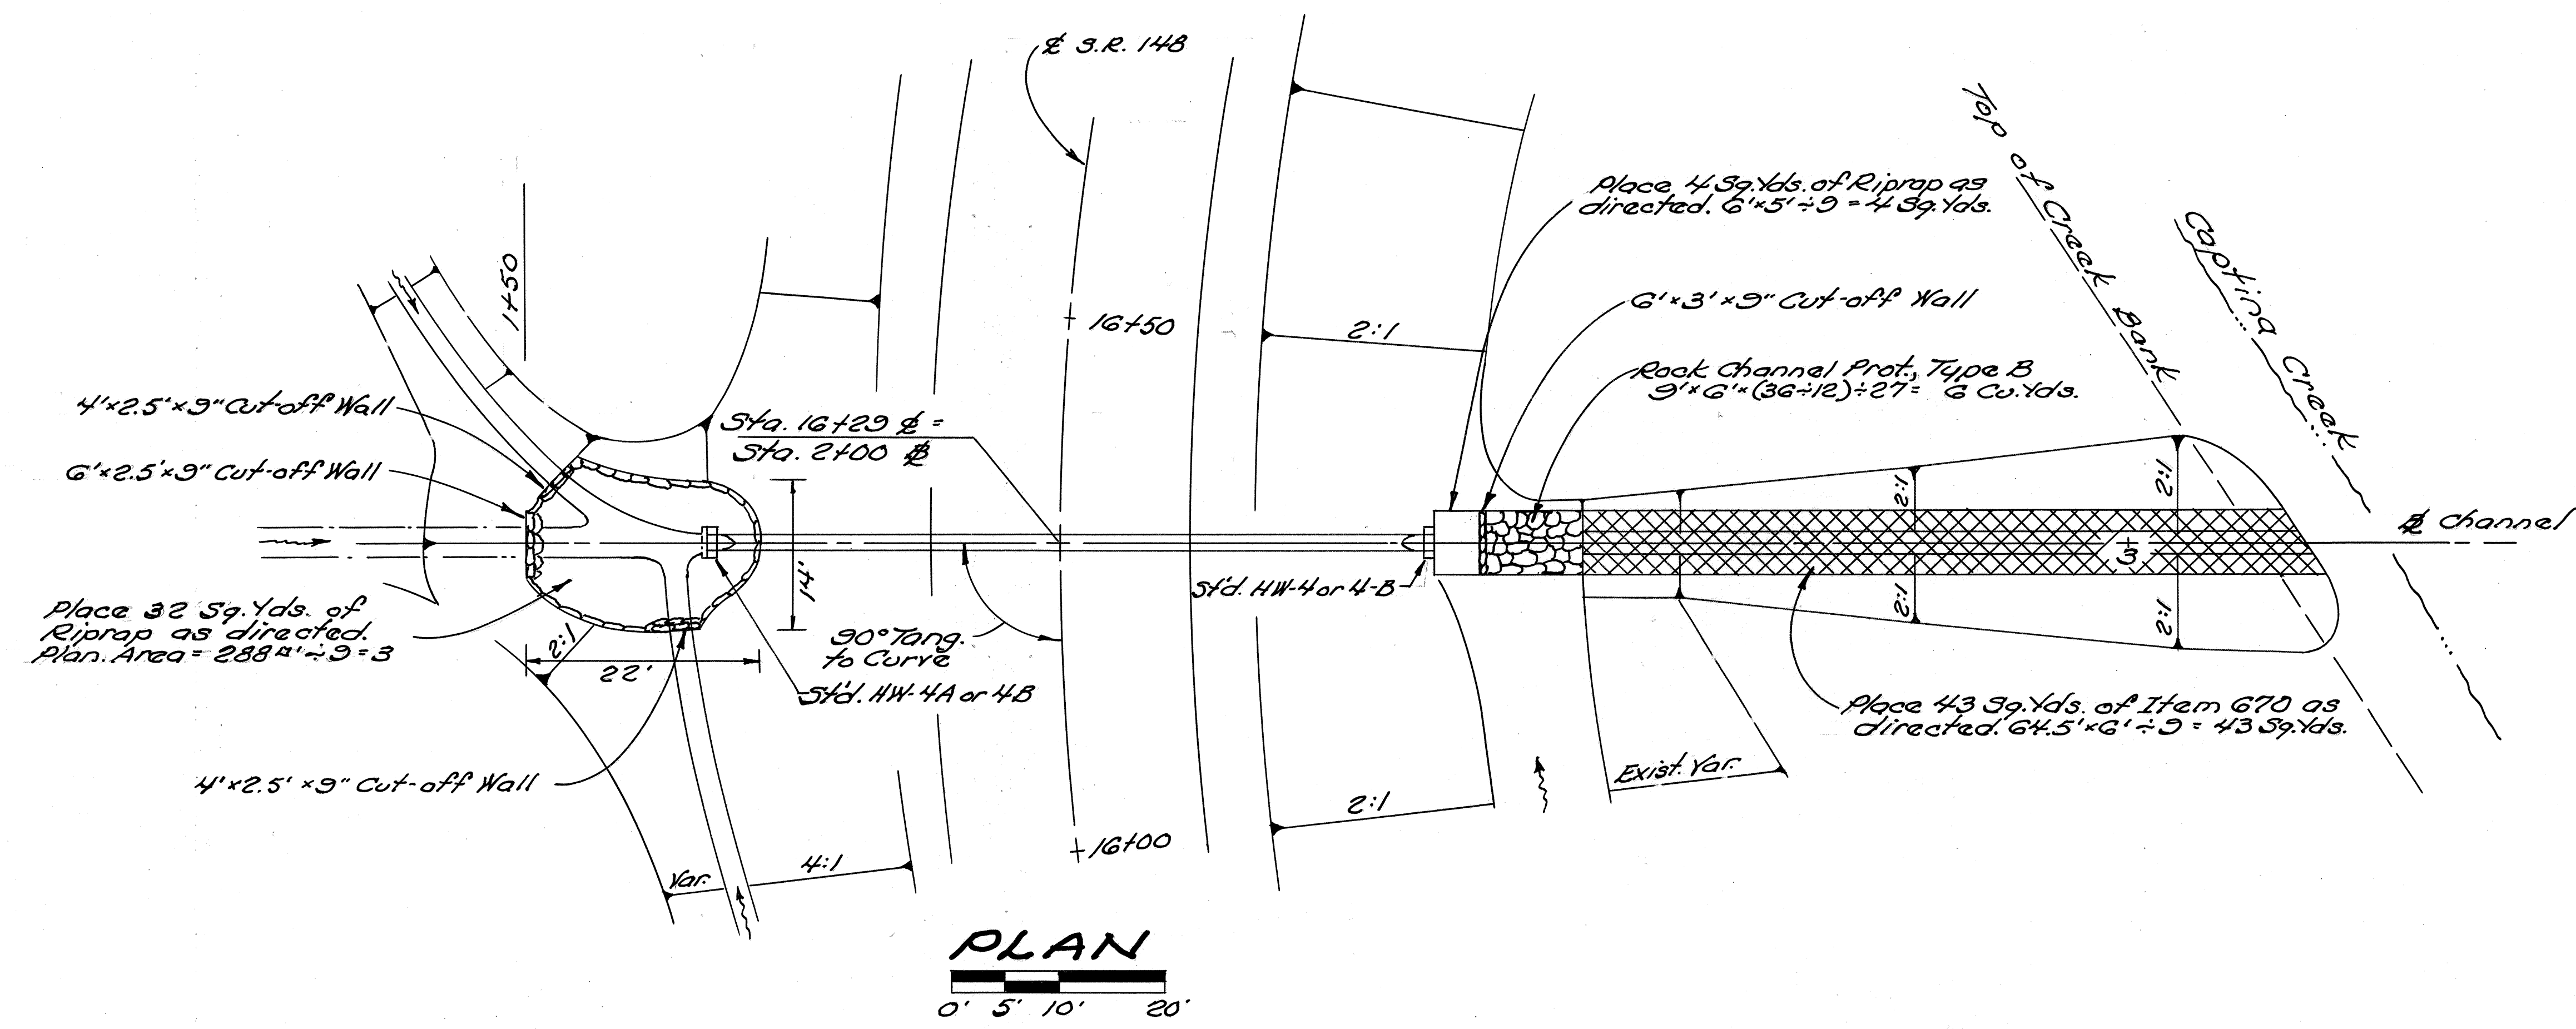 ℄ S.R. 148
Top of Creek Bank
Captina Creek
Place 4 Sq.Yds. of Riprap as
directed. 6'×5'÷9 = 4 Sq.Yds.
1+50
6'×3'×9" Cut-off Wall
+ 16+50
2:1
Rock Channel Prot., Type B
9'×6'×(36÷12)÷27= 6 Cu.Yds.
4'×2.5'×9" Cut-off Wall
Sta. 16+29 ℄ =
Sta. 2+00 ℄
6'×2.5'×9" Cut-off Wall
2:1
2:1
℄ Channel
3
14'
Std. HW-4 or 4-B
Place 32 Sq.Yds. of
Riprap as directed.
Plan. Area = 288 □' ÷ 9 = 3
2:1
22'
90° Tang.
to Curve
Std. HW-4A or 4B
2:1
2:1
Place 43 Sq.Yds. of Item 670 as
directed. 64.5'×6'÷9 = 43 Sq.Yds.
4'×2.5'×9" Cut-off Wall
Exist. Var.
2:1
+ 16+00
4:1
Var.
PLAN
0' 5' 10' 20'